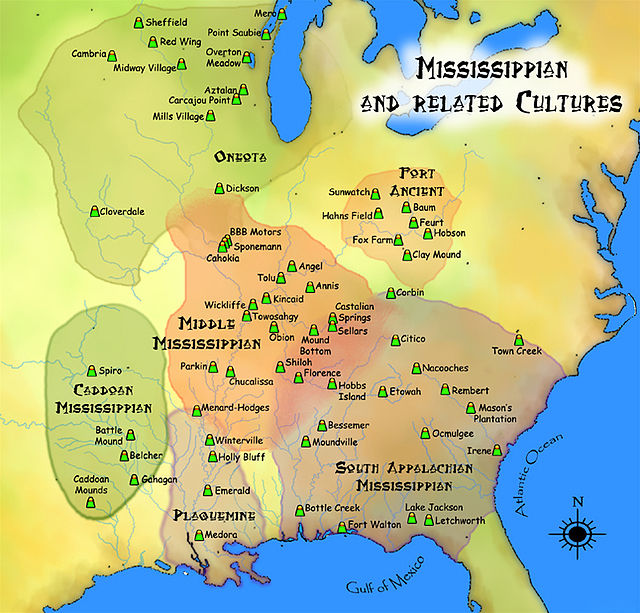 Mero
Sheffield
Point Saubie
Red Wing
Cambria
Overton
Meadow
Midway Village
Mississippian
and related Cultures
Aztalan
Carcajou Point
Mills Village
Oneota
Fort
Ancient
Dickson
Sunwatch
Baum
Cloverdale
Hahns Field
Feurt
BBB Motors
Hobson
Fox Farm
Sponemann
Cahokia
Clay Mound
Angel
Tolu
Annis
Corbin
Kincaid
Wickliffe
Castalian
Springs
Towosahgy
Middle
Mississippian
Sellars
Obion
Mound
Bottom
Citico
Town Creek
Shiloh
Parkin
Spiro
Florence
Nacooches
Chucalissa
Caddoan
Mississippian
Hobbs
Island
Etowah
Rembert
Menard-Hodges
Mason's
Plantation
Bessemer
Battle
Mound
Winterville
Moundville
Ocmulgee
Belcher
Holly Bluff
Irene
Atlantic Ocean
South Appalachian
Mississippian
Caddoan
Mounds
Gahagan
Emerald
N
Bottle Creek
Lake Jackson
Plaquemine
Fort Walton
Letchworth
Medora
Gulf of Mexico